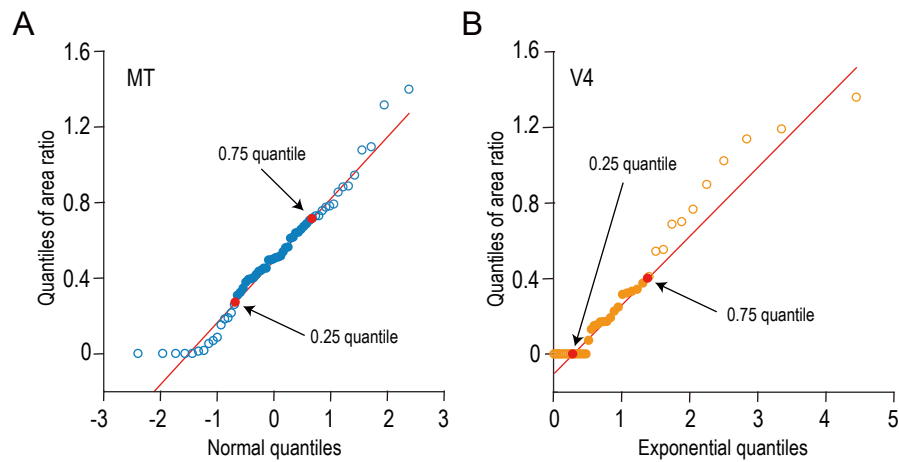 A
MT
Quantiles of area ratio
1.6
1.2
0.8
0.4
0
0.75 quantile
0.25 quantile
-3
-2
-1
0
1
2
3
Normal quantiles
B
V4
Quantiles of area ratio
1.6
1.2
0.8
0.4
0
0.25 quantile
0.75 quantile
0
1
2
3
4
5
Exponential quantiles